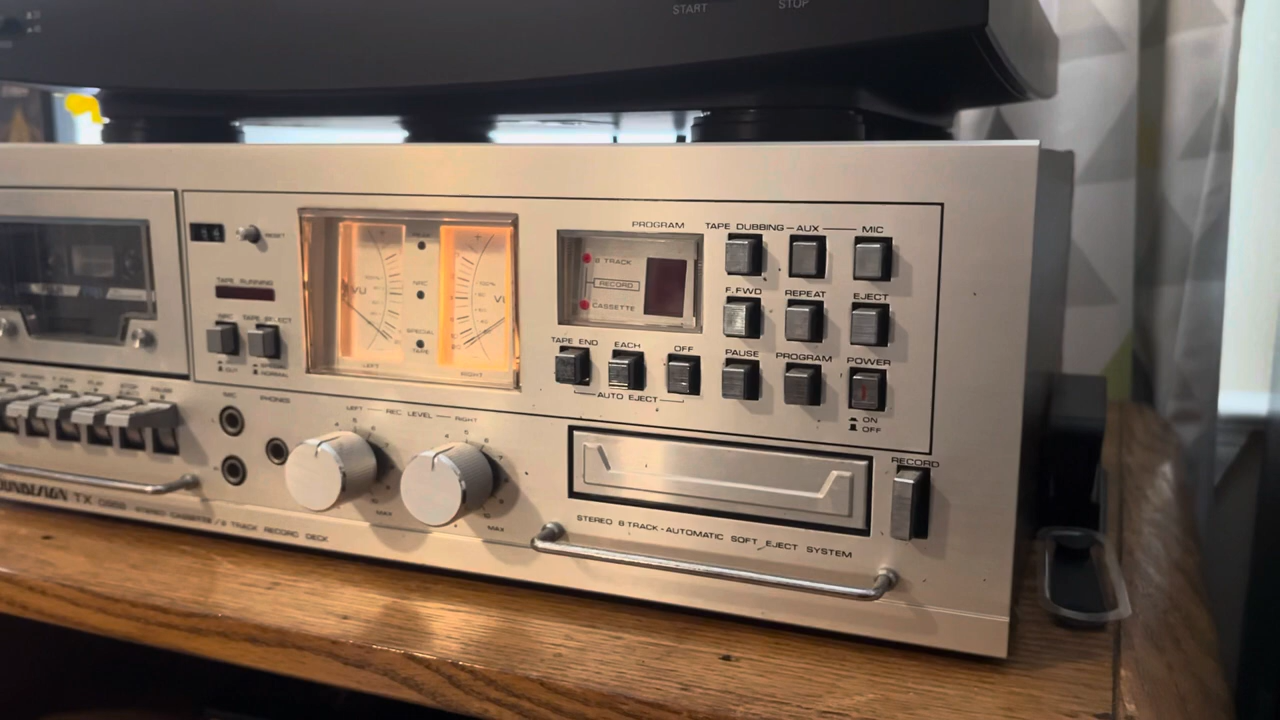 START STOP
RESET
TAPE RUNNING
NRC TAPE SELECT
OUT
NORMAL
VU
NRC
SPECIAL
TAPE
LEFT RIGHT
PROGRAM
8 TRACK
RECORD
CASSETTE
TAPE DUBBING AUX MIC
F.FWD REPEAT EJECT
TAPE END EACH OFF PAUSE PROGRAM POWER
AUTO EJECT
ON
OFF
MIC PHONES
LEFT REC. LEVEL RIGHT
MAX MAX
RECORD
STEREO 8 TRACK - AUTOMATIC SOFT EJECT SYSTEM
TX STEREO CASSETTE / 8 TRACK RECORD DECK